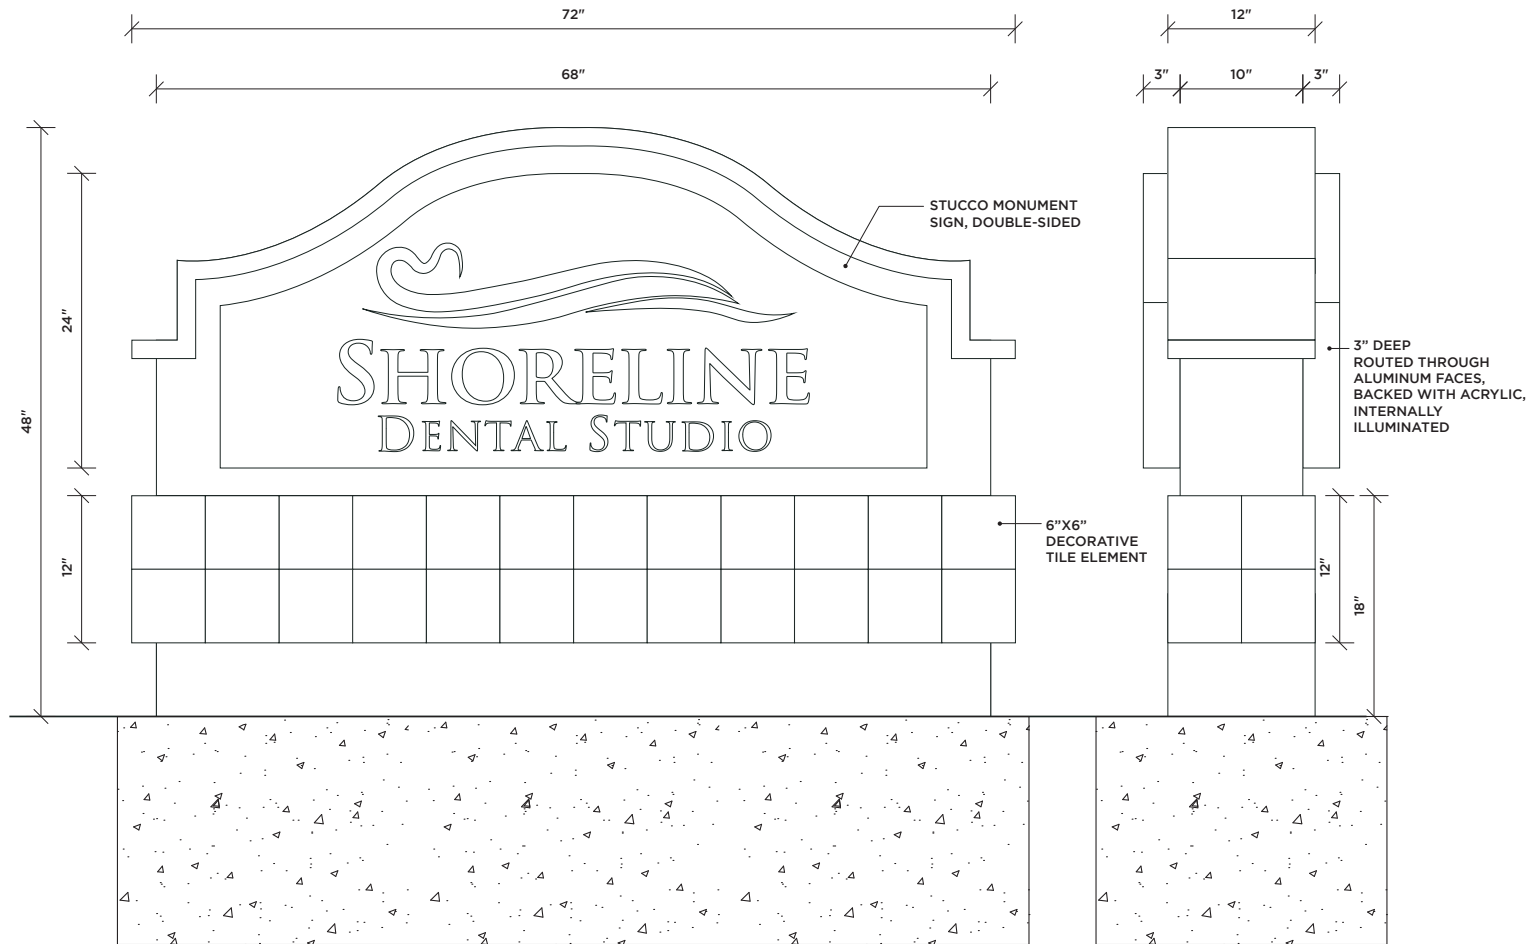 72"
12"
68"
3"
10"
3"
STUCCO MONUMENT
SIGN, DOUBLE-SIDED
24"
48"
SHORELINE
DENTAL STUDIO
3” DEEP
ROUTED THROUGH
ALUMINUM FACES,
BACKED WITH ACRYLIC,
INTERNALLY
ILLUMINATED
12"
6”X6”
DECORATIVE
TILE ELEMENT
12"
18"